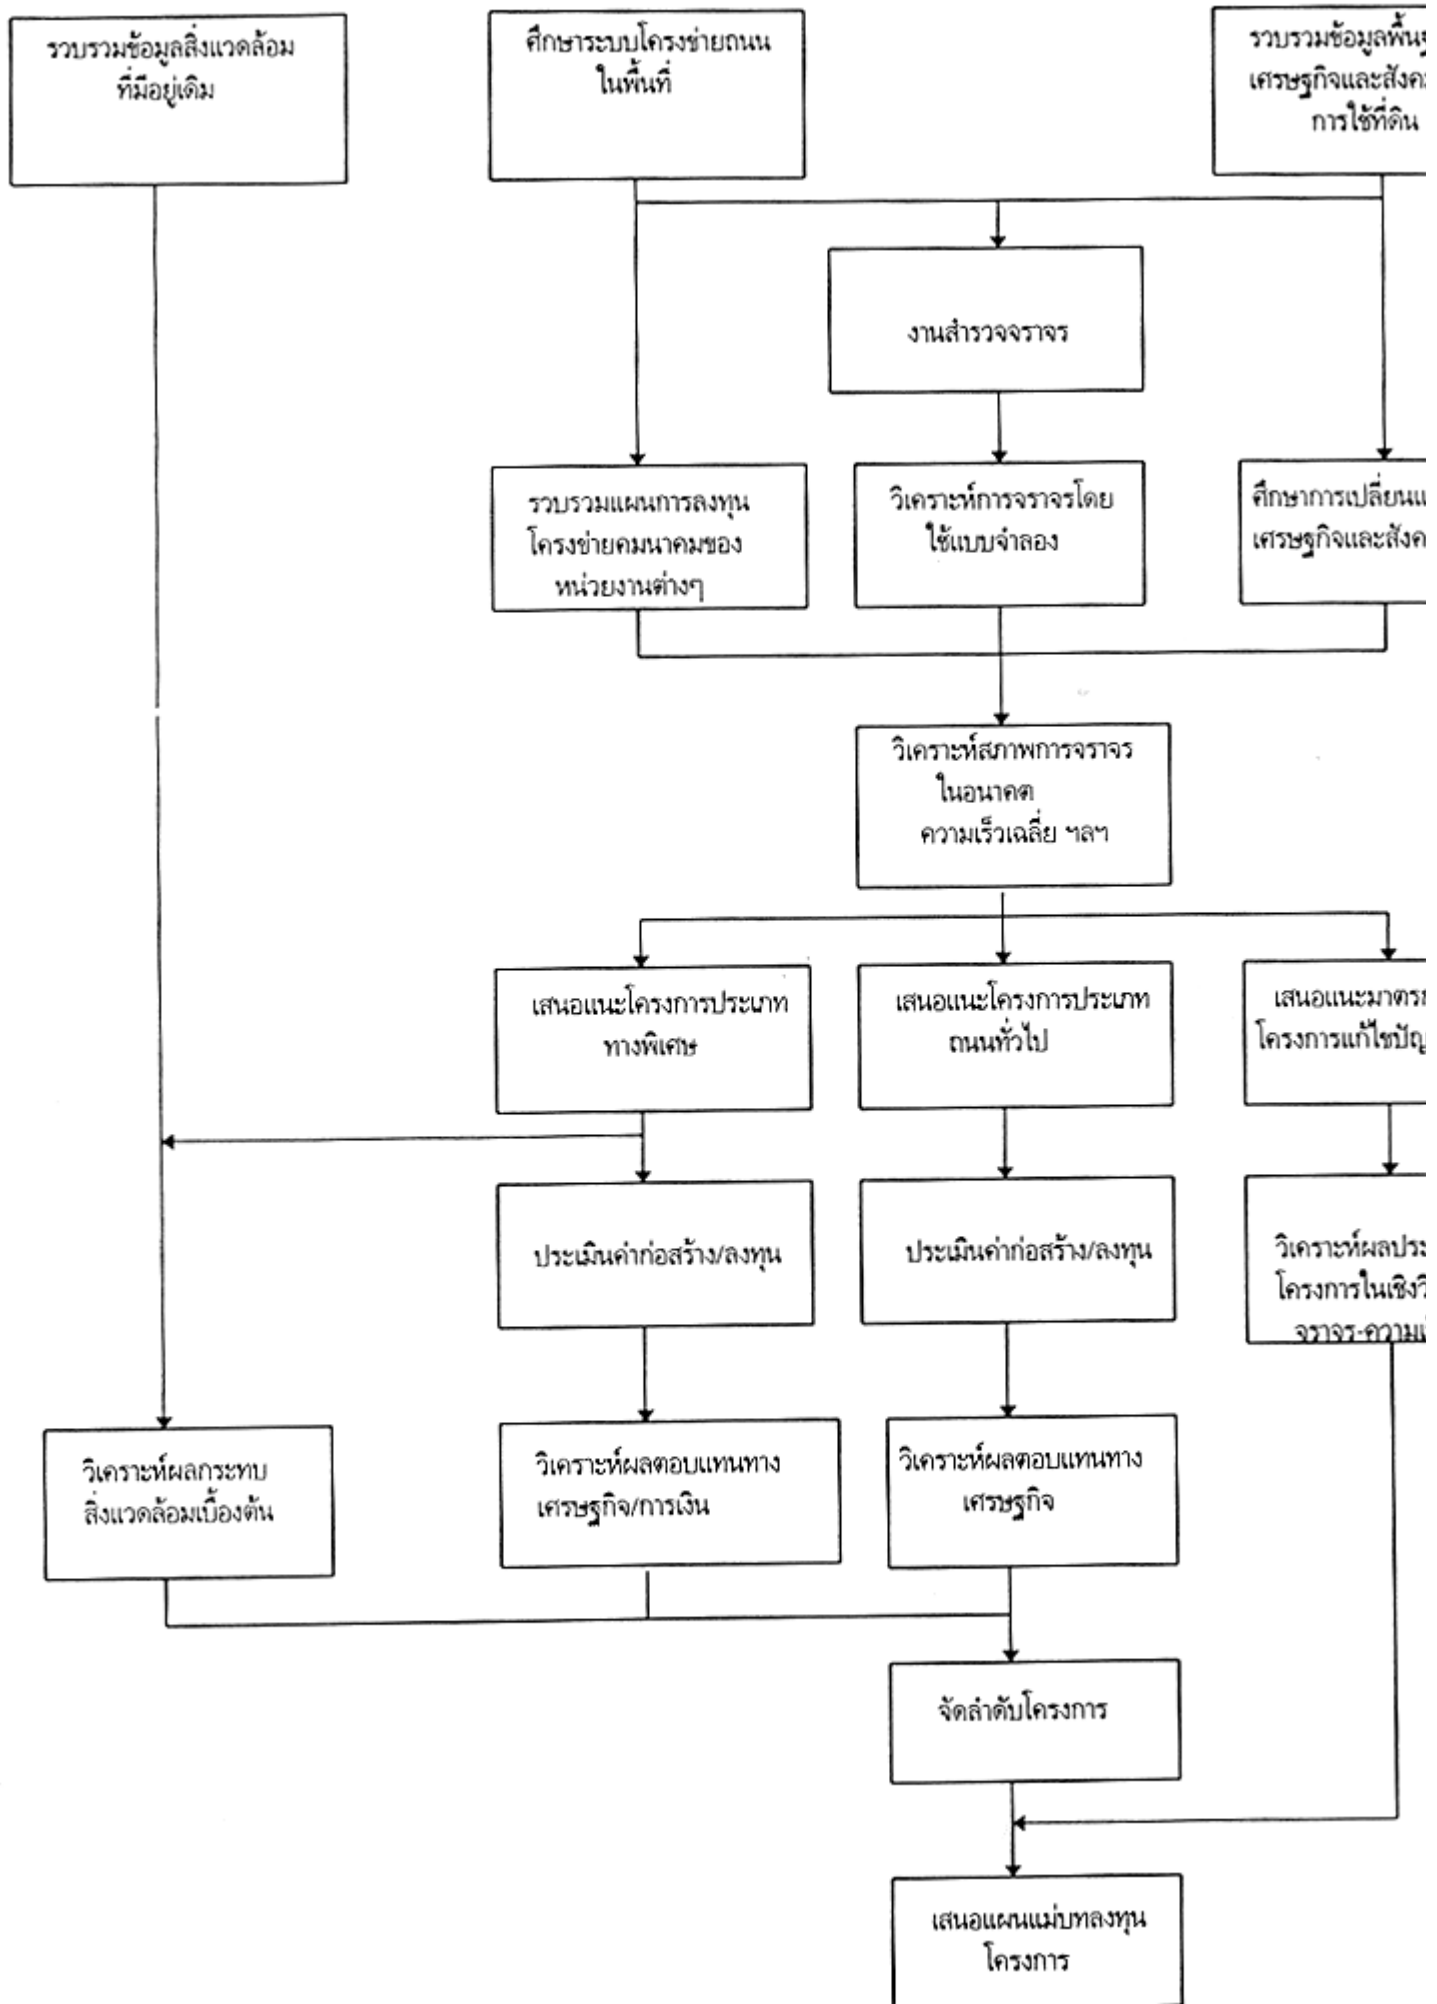 รวบรวมข้อมูลสิ่งแวดล้อม
ที่มีอยู่เดิม
ศึกษาระบบโครงข่ายถนน
ในพื้นที่
รวบรวมข้อมูล
เศรษฐกิจและ
การใช้ที่ดิน
งานสำรวจจราจร
รวบรวมแผนการลงทุน
โครงข่ายคมนาคมของ
หน่วยงานต่างๆ
วิเคราะห์การจราจรโดย
ใช้แบบจำลอง
ศึกษาการ
เศรษฐกิจและ
วิเคราะห์สภาพการจราจร
ในอนาคต
ความเร็วเฉลี่ย ฯลฯ
เสนอแนะโครงการประเภท
ทางพิเศษ
เสนอแนะโครงการประเภท
ถนนทั่วไป
เสนอแนะ
โครงการแก้ไข
ประเมินค่าก่อสร้าง/ลงทุน
ประเมินค่าก่อสร้าง/ลงทุน
วิเคราะห์ผล
โครงการในเชิง
จราจร-
วิเคราะห์ผลกระทบ
สิ่งแวดล้อมเบื้องต้น
วิเคราะห์ผลตอบแทนทาง
เศรษฐกิจ/การเงิน
วิเคราะห์ผลตอบแทนทาง
เศรษฐกิจ
จัดลำดับโครงการ
เสนอแผนแม่บทลงทุน
โครงการ